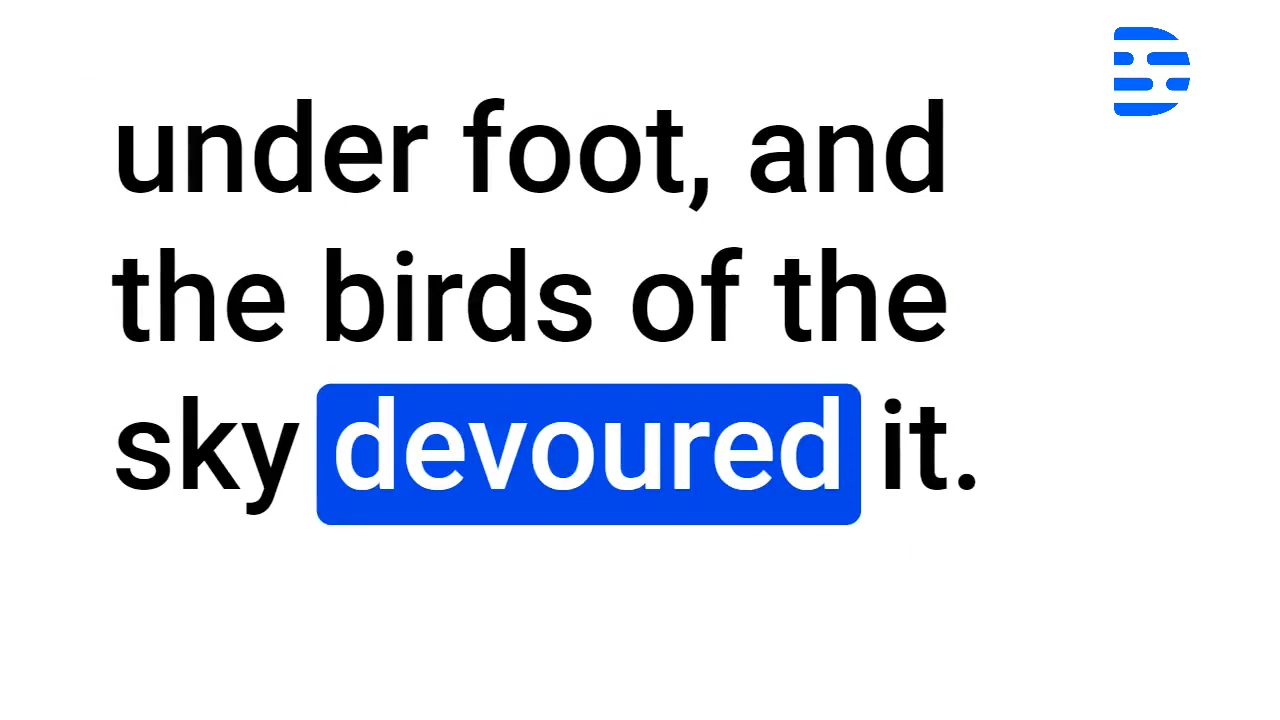 under foot, and
the birds of the
sky devoured it.